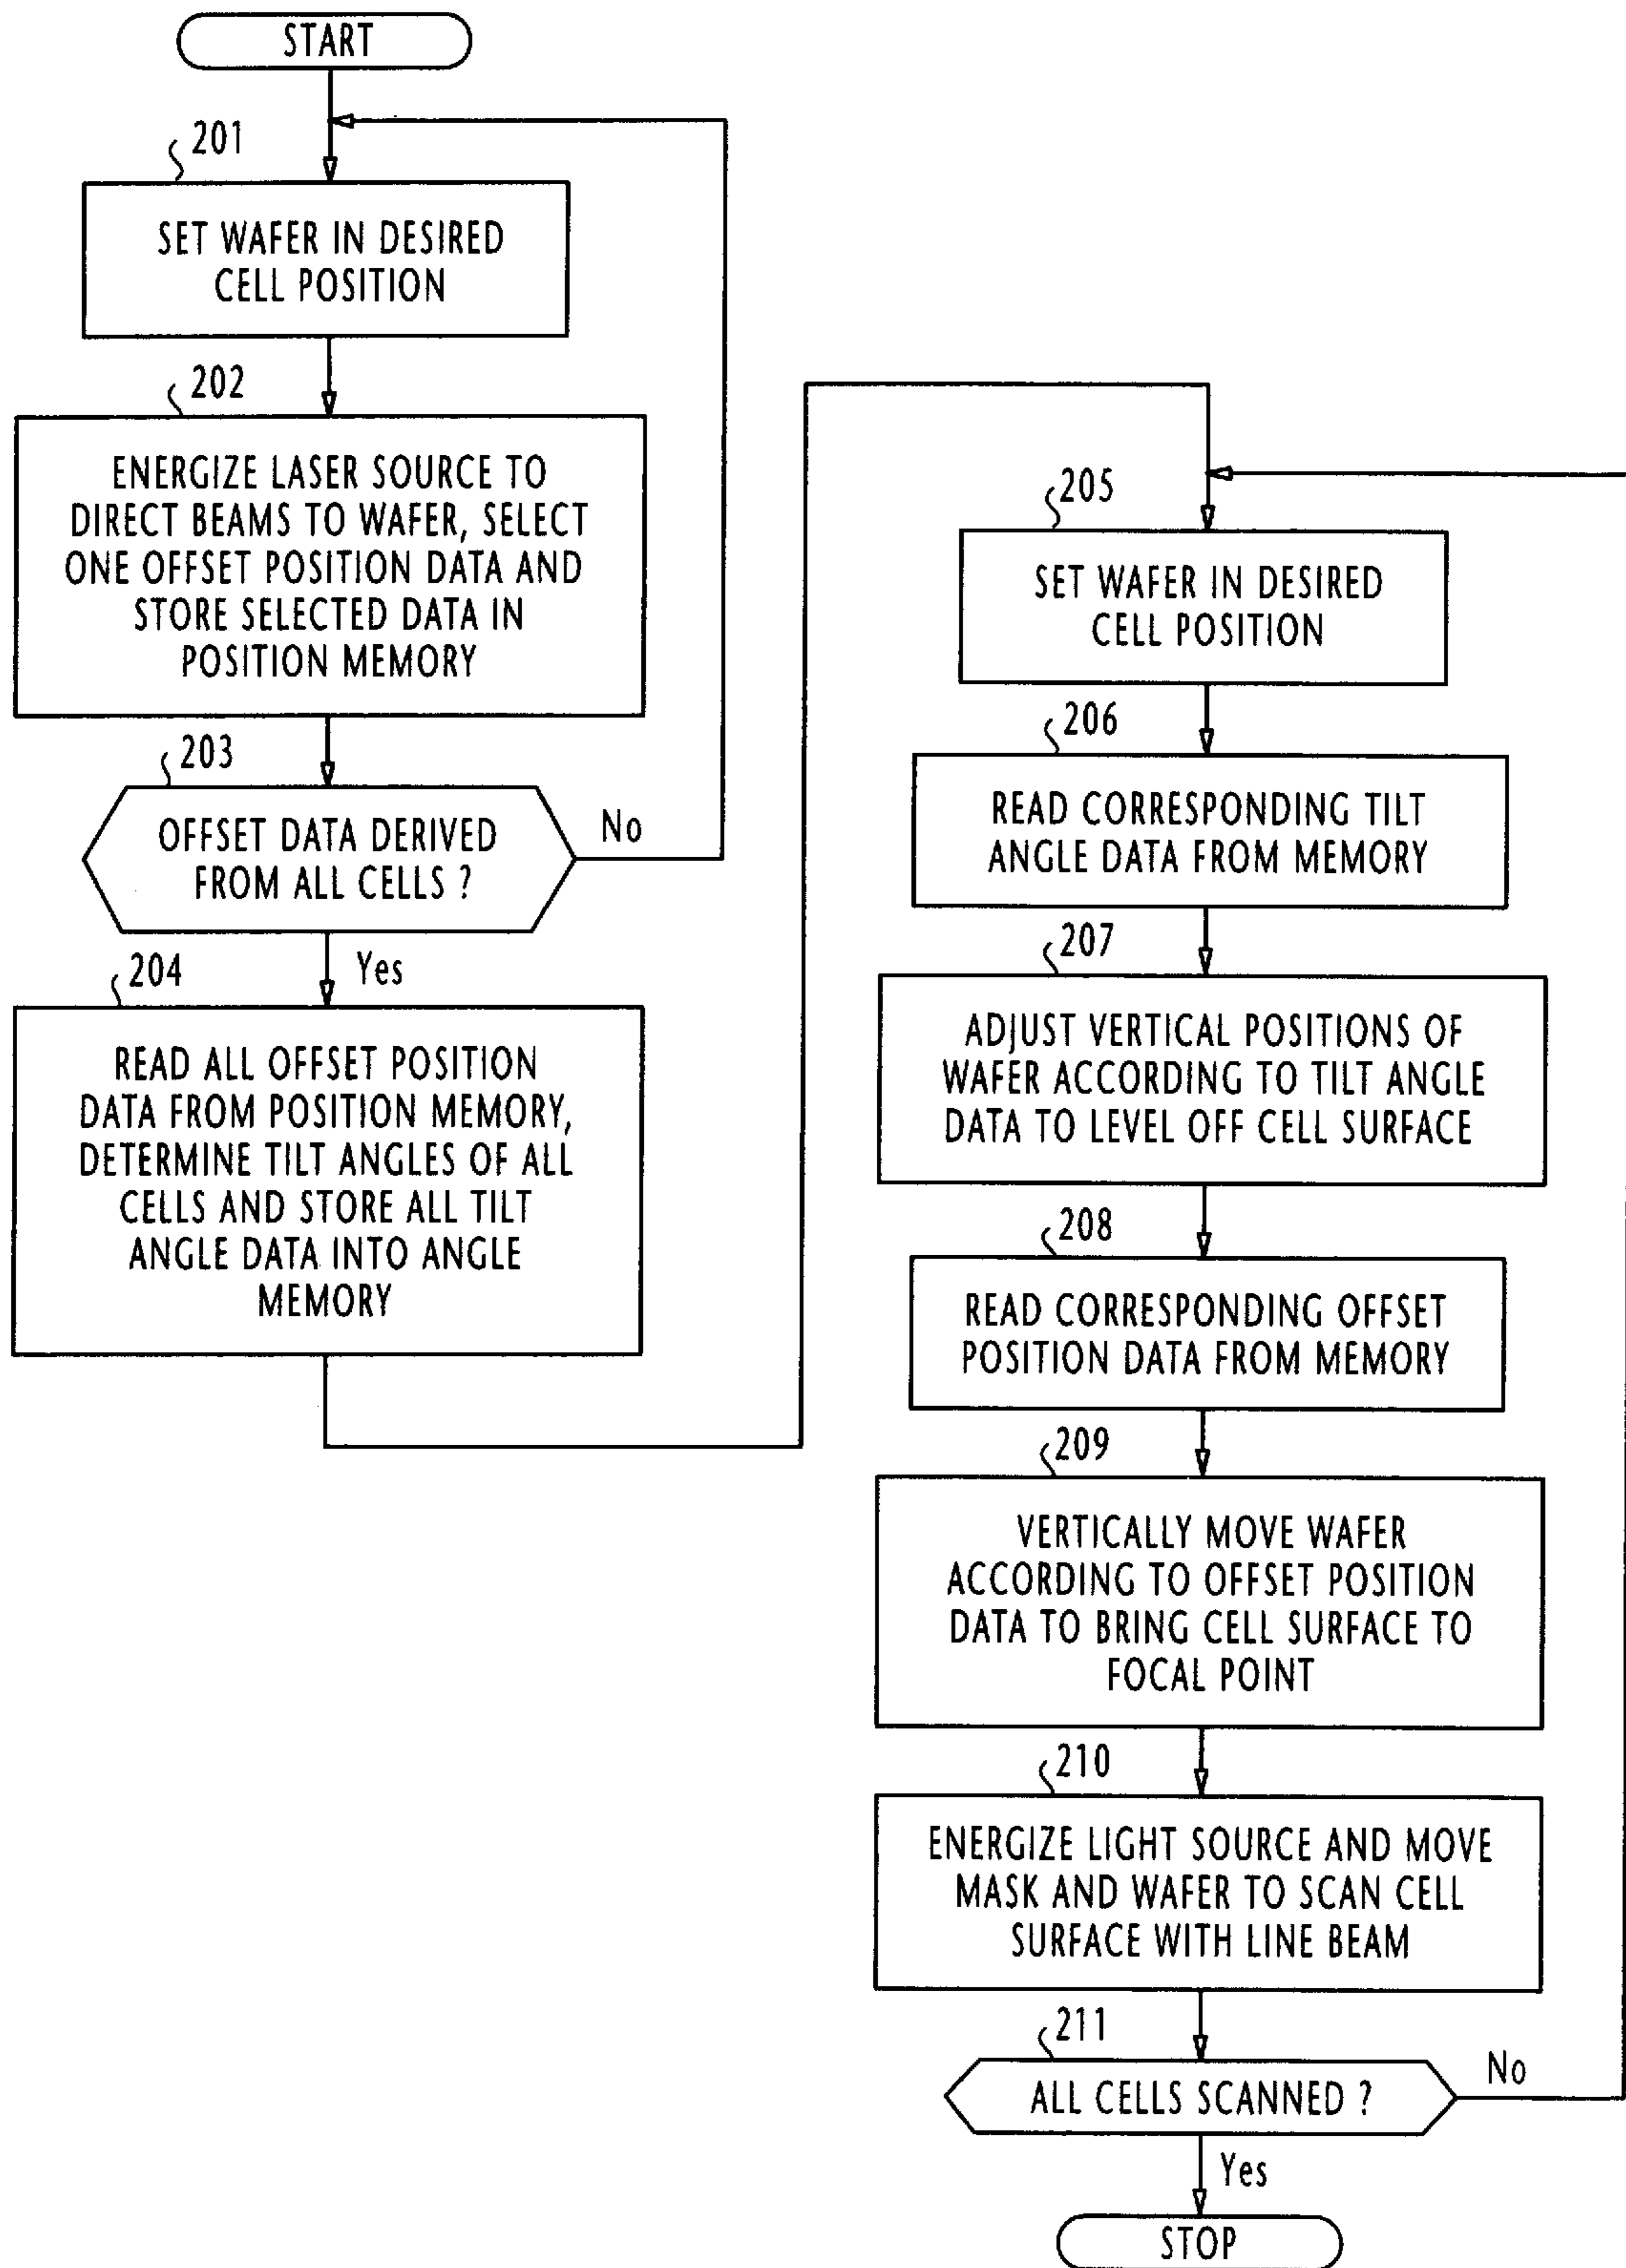 START
201
SET WAFER IN DESIRED
CELL POSITION
202
ENERGIZE LASER SOURCE TO
DIRECT BEAMS TO WAFER, SELECT
ONE OFFSET POSITION DATA AND
STORE SELECTED DATA IN
POSITION MEMORY
203
OFFSET DATA DERIVED
FROM ALL CELLS ?
No
Yes
204
READ ALL OFFSET POSITION
DATA FROM POSITION MEMORY,
DETERMINE TILT ANGLES OF ALL
CELLS AND STORE ALL TILT
ANGLE DATA INTO ANGLE
MEMORY
205
SET WAFER IN DESIRED
CELL POSITION
206
READ CORRESPONDING TILT
ANGLE DATA FROM MEMORY
207
ADJUST VERTICAL POSITIONS OF
WAFER ACCORDING TO TILT ANGLE
DATA TO LEVEL OFF CELL SURFACE
208
READ CORRESPONDING OFFSET
POSITION DATA FROM MEMORY
209
VERTICALLY MOVE WAFER
ACCORDING TO OFFSET POSITION
DATA TO BRING CELL SURFACE TO
FOCAL POINT
210
ENERGIZE LIGHT SOURCE AND MOVE
MASK AND WAFER TO SCAN CELL
SURFACE WITH LINE BEAM
211
ALL CELLS SCANNED ?
No
Yes
STOP